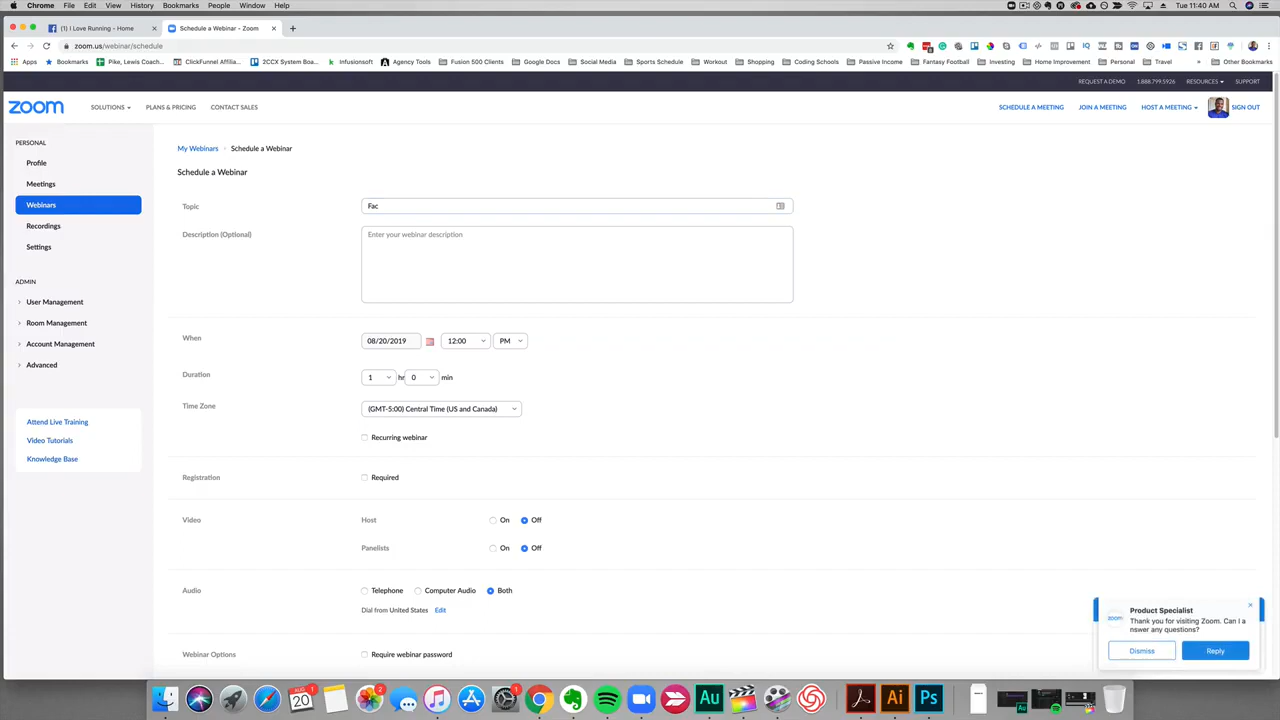 Chrome File Edit View History Bookmarks People Window Help Tue 11:40 AM
(1) I Love Running - Home Schedule a Webinar - Zoom
zoom.us/webinar/schedule
Apps Bookmarks Pike, Lewis Coach... ClickFunnel Affilia... 2CCX System Boa... Infusionsoft Agency Tools Fusion 500 Clients Google Docs Social Media Sports Schedule Workout Coding Schools Passive Income Fantasy Football Investing Home Improvement Personal Travel » Other Bookmarks
REQUEST A DEMO 1.888.799.5926 RESOURCES SUPPORT
zoom SOLUTIONS PLANS & PRICING CONTACT SALES SCHEDULE A MEETING JOIN A MEETING HOST A MEETING SIGN OUT
PERSONAL
Profile
Meetings
Webinars
Recordings
Settings
ADMIN
User Management
Room Management
Account Management
Advanced
Attend Live Training
Video Tutorials
Knowledge Base
My Webinars Schedule a Webinar
Schedule a Webinar
Topic Fac
Description (Optional) Enter your webinar description
When 08/20/2019 12:00 PM
Duration 1 hr 0 min
Time Zone (GMT-5:00) Central Time (US and Canada)
Recurring webinar
Registration Required
Video Host On Off
Panelists On Off
Audio Telephone Computer Audio Both
Dial from United States Edit
Webinar Options Require webinar password
Product Specialist
Thank you for visiting Zoom. Can I a
nswer any questions?
Dismiss Reply
AUG 20 1 2 1
Au Ai Ps